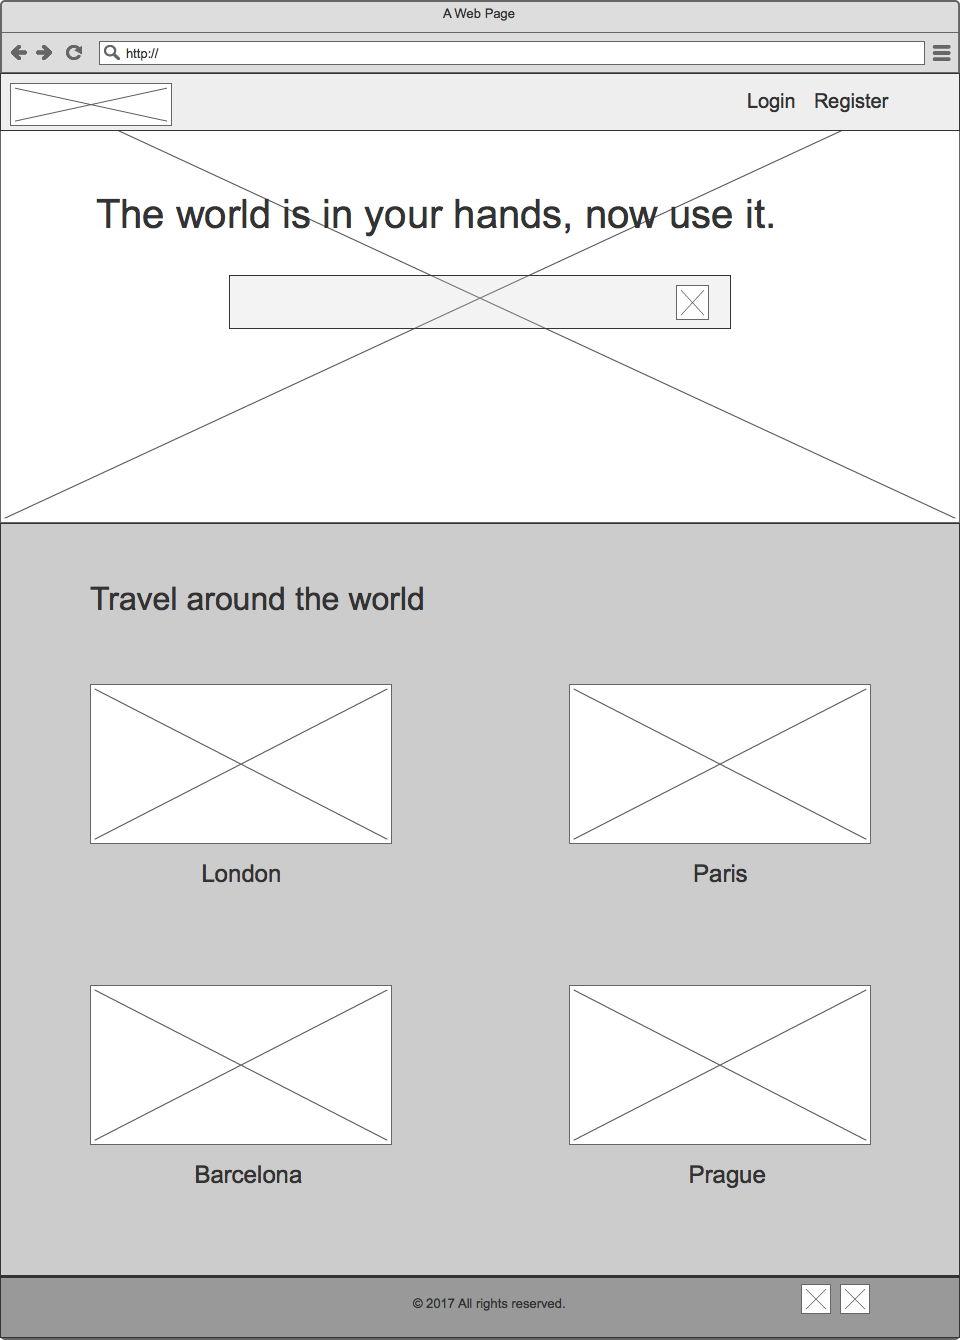 A Web Page
http://
Login Register
The world is in your hands, now use it.
Travel around the world
London
Paris
Barcelona
Prague
© 2017 All rights reserved.